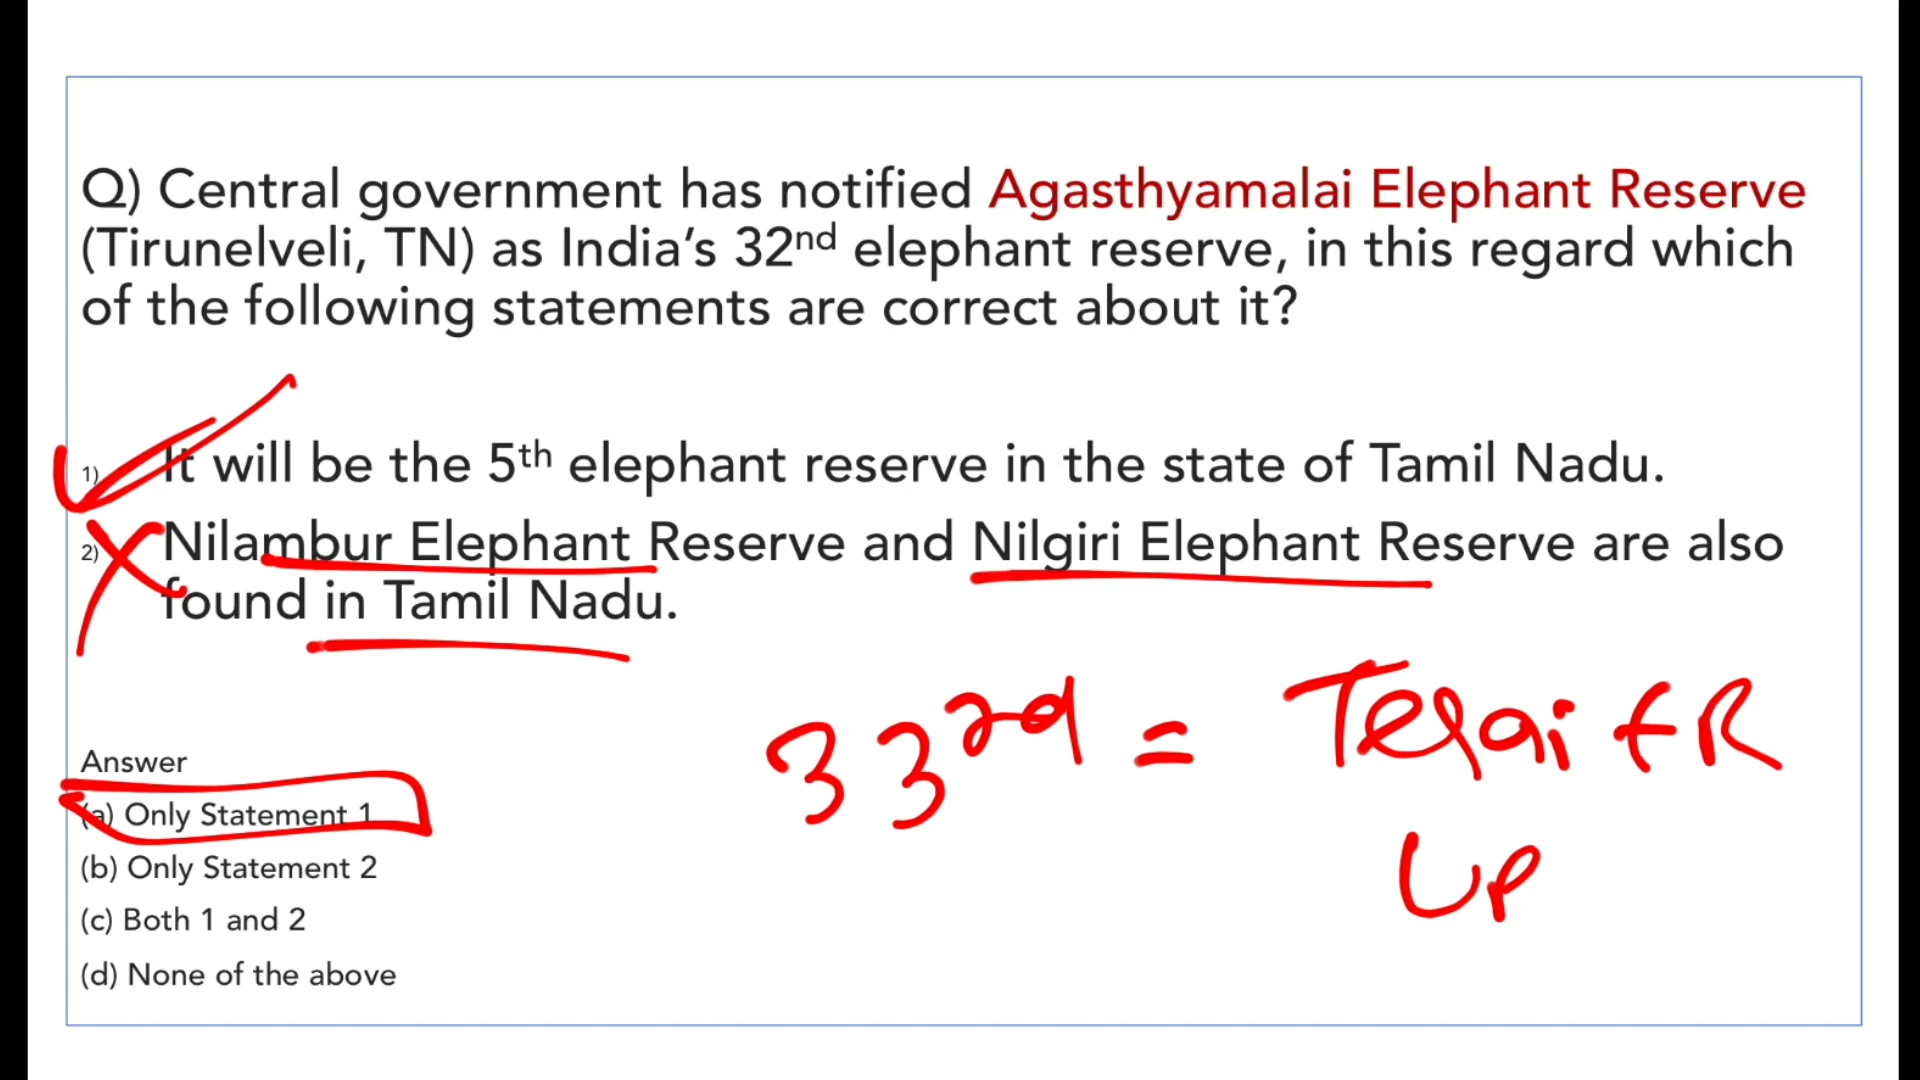 Q) Central government has notified Agasthyamalai Elephant Reserve
(Tirunelveli, TN) as India’s 32nd elephant reserve, in this regard which
of the following statements are correct about it?
1) It will be the 5th elephant reserve in the state of Tamil Nadu.
2) Nilambur Elephant Reserve and Nilgiri Elephant Reserve are also
found in Tamil Nadu.
33rd = Terai ER
UP
Answer
(a) Only Statement 1
(b) Only Statement 2
(c) Both 1 and 2
(d) None of the above